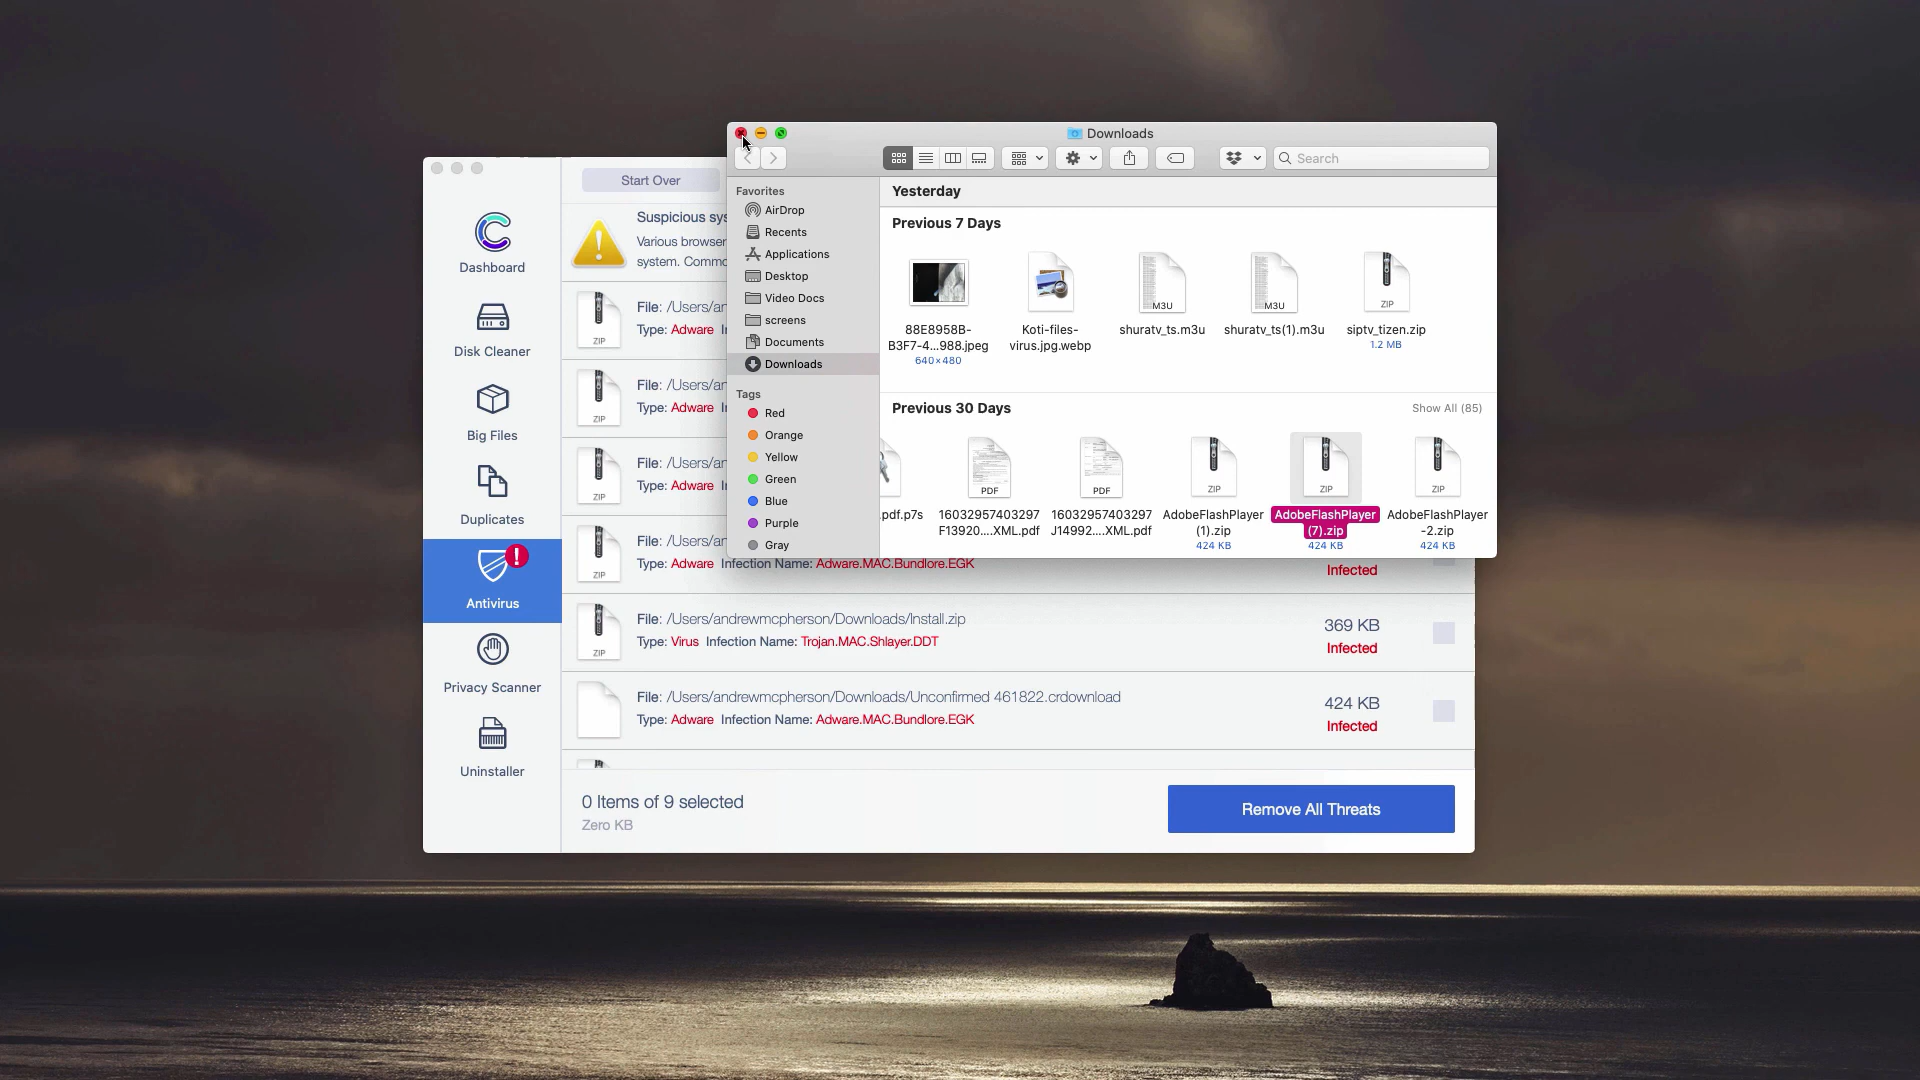 Downloads
Search
Favorites
AirDrop
Recents
Applications
Desktop
Video Docs
screens
Documents
Downloads
Tags
Red
Orange
Yellow
Green
Blue
Purple
Gray
Yesterday
Previous 7 Days
88E8958B-
B3F7-4...988.jpeg
640×480
Koti-files-
virus.jpg.webp
M3U
shuratv_ts.m3u
M3U
shuratv_ts(1).m3u
ZIP
siptv_tizen.zip
1.2 MB
Previous 30 Days
Show All (85)
.pdf.p7s
PDF
16032957403297
F13920....XML.pdf
PDF
16032957403297
J14992....XML.pdf
ZIP
AdobeFlashPlayer
(1).zip
424 KB
ZIP
AdobeFlashPlayer
(7).zip
424 KB
ZIP
AdobeFlashPlayer
-2.zip
424 KB
Dashboard
Disk Cleaner
Big Files
Duplicates
Antivirus
Privacy Scanner
Uninstaller
Start Over
Suspicious sys
Various browser
system. Commo
ZIP
File: /Users/an
Type: Adware
ZIP
File: /Users/an
Type: Adware
ZIP
File: /Users/an
Type: Adware
ZIP
File: /Users/an
Type: Adware Infection Name: Adware.MAC.Bundlore.EGK
Infected
ZIP
File: /Users/andrewmcpherson/Downloads/Install.zip
Type: Virus Infection Name: Trojan.MAC.Shlayer.DDT
369 KB
Infected
File: /Users/andrewmcpherson/Downloads/Unconfirmed 461822.crdownload
Type: Adware Infection Name: Adware.MAC.Bundlore.EGK
424 KB
Infected
0 Items of 9 selected
Zero KB
Remove All Threats